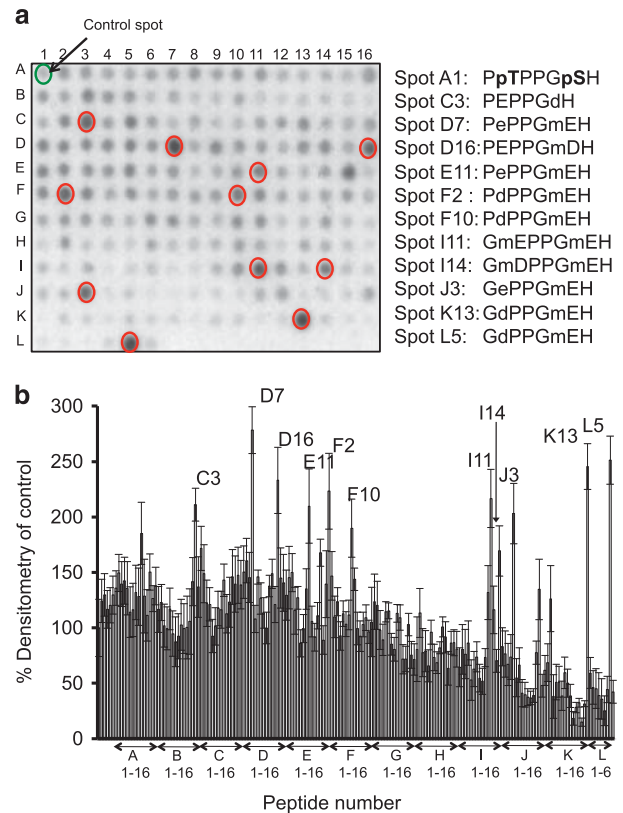 a
Control spot
1 2 3 4 5 6 7 8 9 10 11 12 13 14 15 16
A
B
C
D
E
F
G
H
I
J
K
L
Spot A1: PpTPPGpSH
Spot C3: PEPPGdH
Spot D7: PePPGmEH
Spot D16: PEPPGmDH
Spot E11: PePPGmEH
Spot F2 : PdPPGmEH
Spot F10: PdPPGmEH
Spot I11: GmEPPGmEH
Spot I14: GmDPPGmEH
Spot J3: GePPGmEH
Spot K13: GdPPGmEH
Spot L5: GdPPGmEH
b
% Densitometry of control
300
250
200
150
100
50
0
C3
D7
D16
E11
F2
F10
I11
I14
J3
K13
L5
A B C D E F G H I J K L
1-16 1-16 1-16 1-16 1-16 1-16 1-16 1-16 1-16 1-16 1-16 1-6
Peptide number